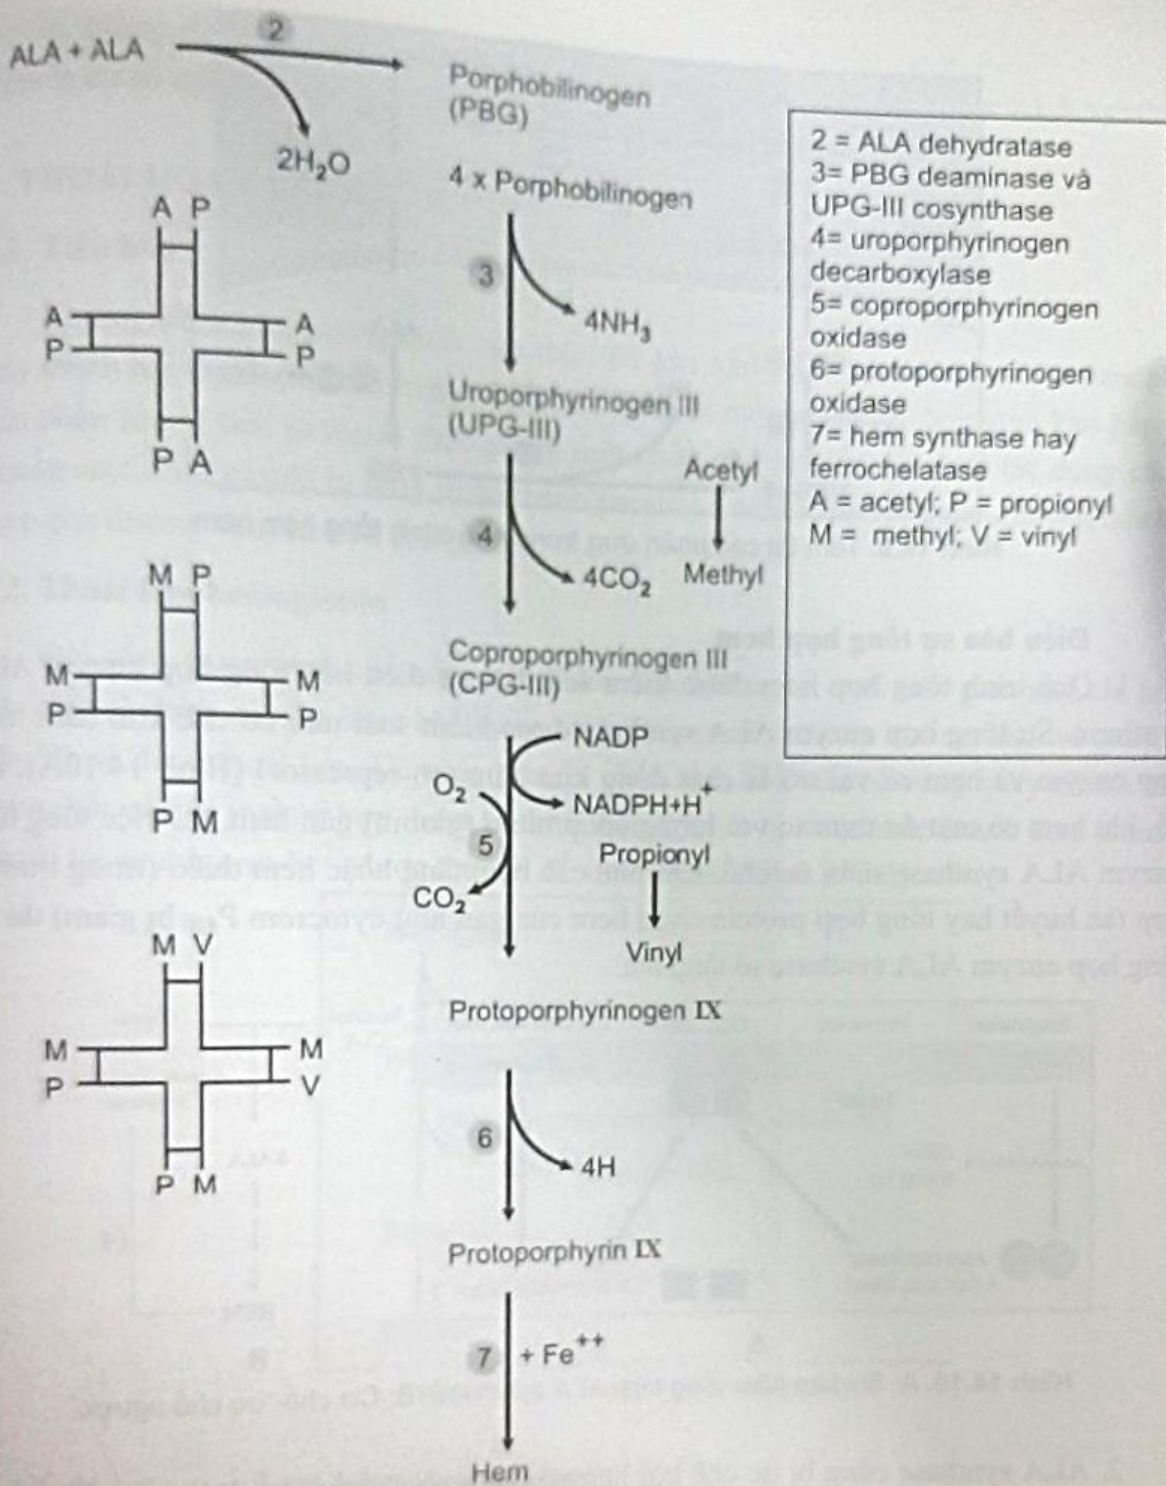 ALA + ALA
2
Porphobilinogen
(PBG)
2H₂O
4 x Porphobilinogen
A P
3
4NH₃
A A
P P
Uroporphyrinogen III
(UPG-III)
P A
Acetyl
4
4CO₂
Methyl
M P
Coproporphyrinogen III
(CPG-III)
M M
P P
NADP
O₂
NADPH+H⁺
P M
5
Propionyl
CO₂
Vinyl
M V
Protoporphyrinogen IX
M M
P V
6
4H
P M
Protoporphyrin IX
7
+ Fe⁺⁺
Hem
2 = ALA dehydratase
3= PBG deaminase và
UPG-III cosynthase
4= uroporphyrinogen
decarboxylase
5= coproporphyrinogen
oxidase
6= protoporphyrinogen
oxidase
7= hem synthase hay
ferrochelatase
A = acetyl; P = propionyl
M = methyl; V = vinyl